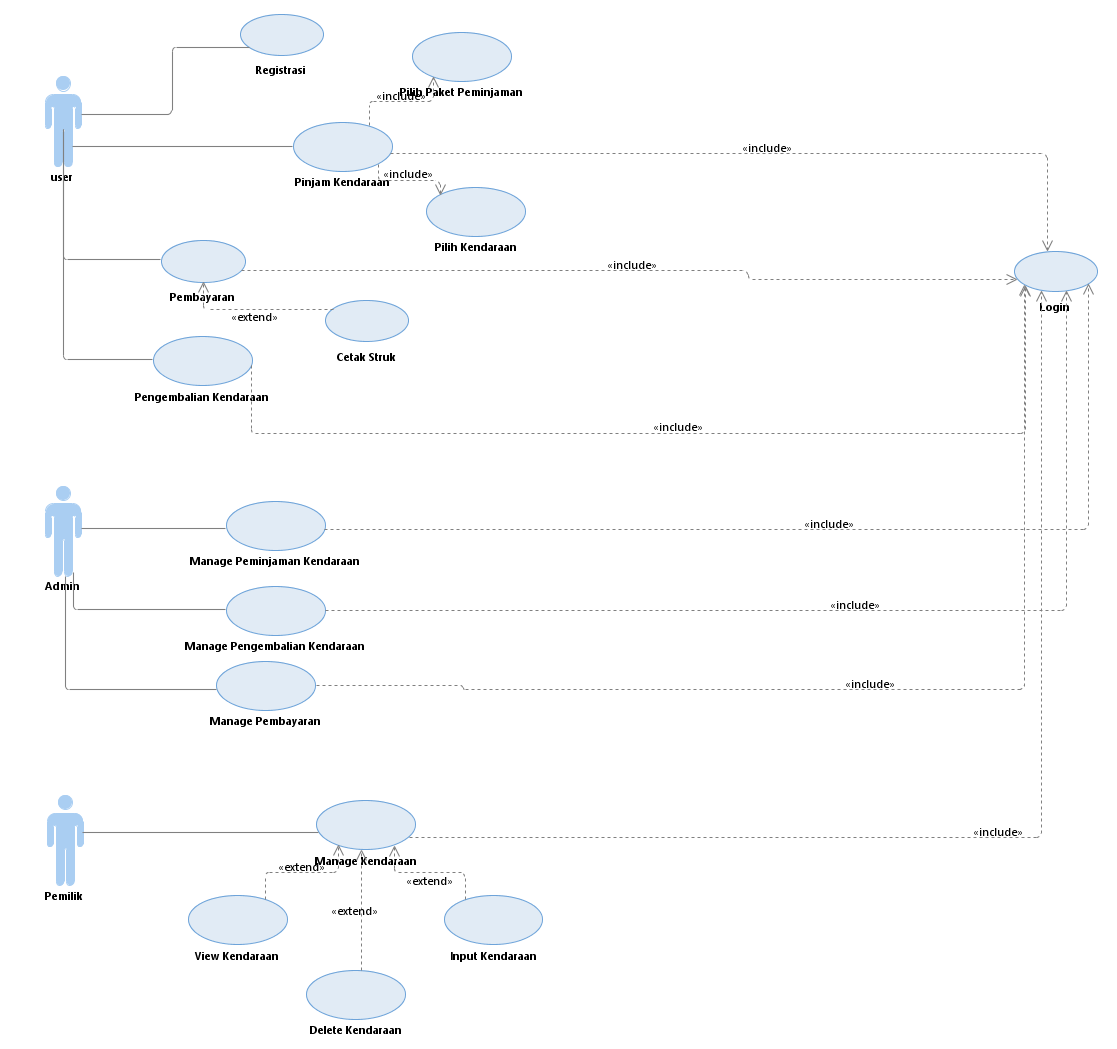 Registrasi
Pilih Paket Peminjaman
«include»
user
Pinjam Kendaraan
«include»
«include»
Pilih Kendaraan
Pembayaran
«include»
«extend»
Cetak Struk
Login
Pengembalian Kendaraan
«include»
Admin
Manage Peminjaman Kendaraan
«include»
Manage Pengembalian Kendaraan
«include»
Manage Pembayaran
«include»
Pemilik
Manage Kendaraan
«include»
«extend»
«extend»
«extend»
View Kendaraan
Input Kendaraan
Delete Kendaraan